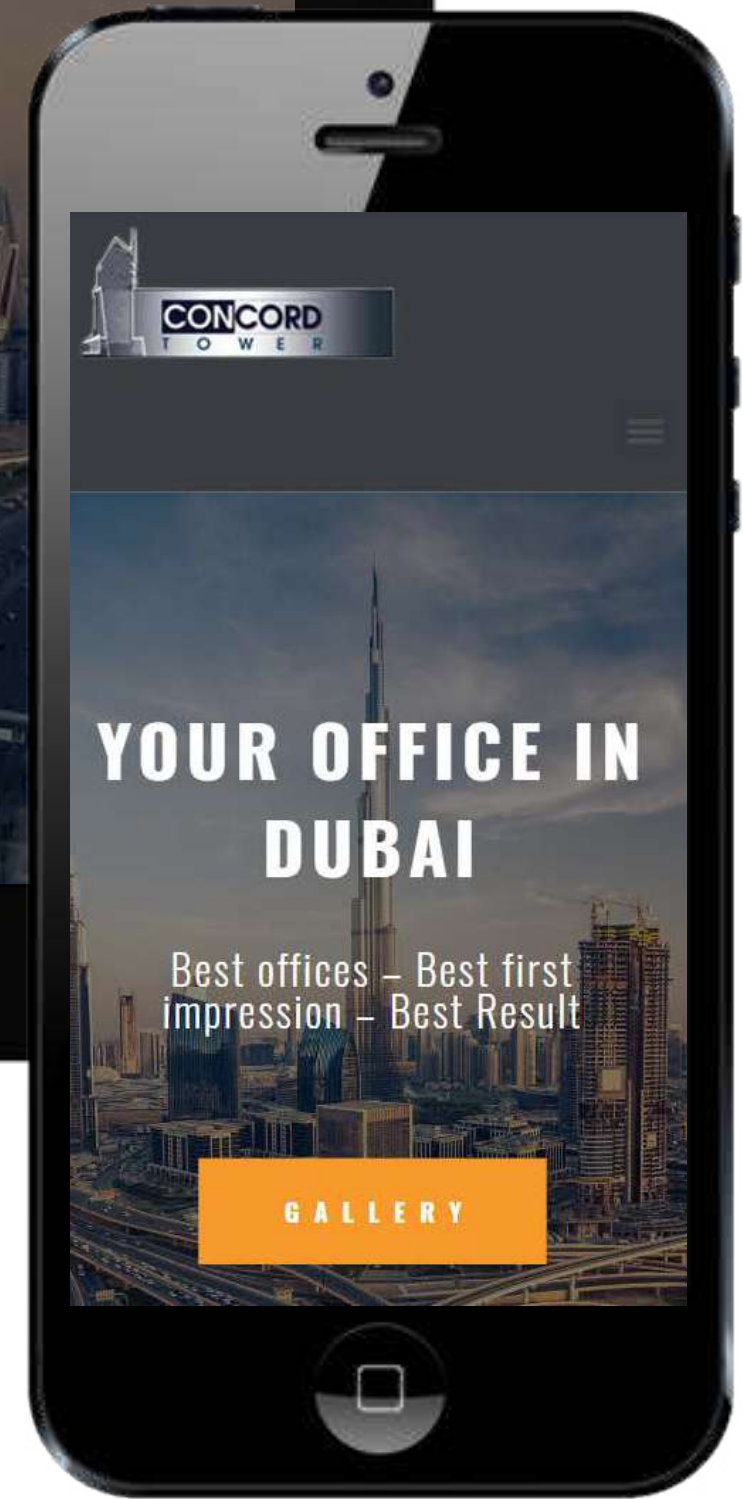 CONCORD
TOWER
YOUR OFFICE IN
DUBAI
Best offices – Best first
impression – Best Result
GALLERY